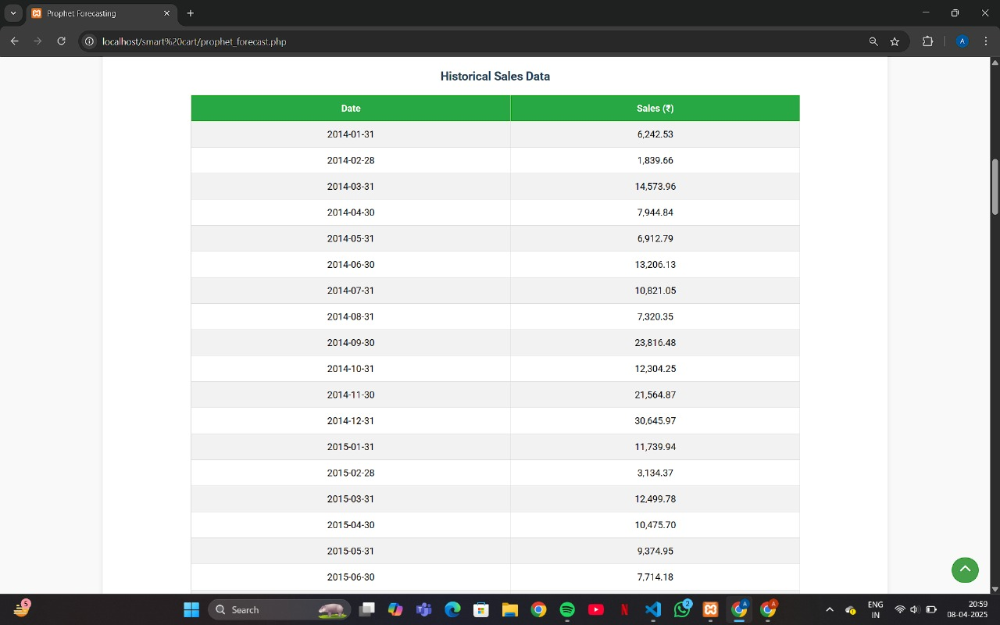 Prophet Forecasting
localhost/smart%20cart/prophet_forecast.php
A
Historical Sales Data
Date Sales (₹)
2014-01-31 6,242.53
2014-02-28 1,839.66
2014-03-31 14,573.96
2014-04-30 7,944.84
2014-05-31 6,912.79
2014-06-30 13,206.13
2014-07-31 10,821.05
2014-08-31 7,320.35
2014-09-30 23,816.48
2014-10-31 12,304.25
2014-11-30 21,564.87
2014-12-31 30,645.97
2015-01-31 11,739.94
2015-02-28 3,134.37
2015-03-31 12,499.78
2015-04-30 10,475.70
2015-05-31 9,374.95
2015-06-30 7,714.18
5
Search
2
A
A
ENG
IN
20:59
08-04-2025